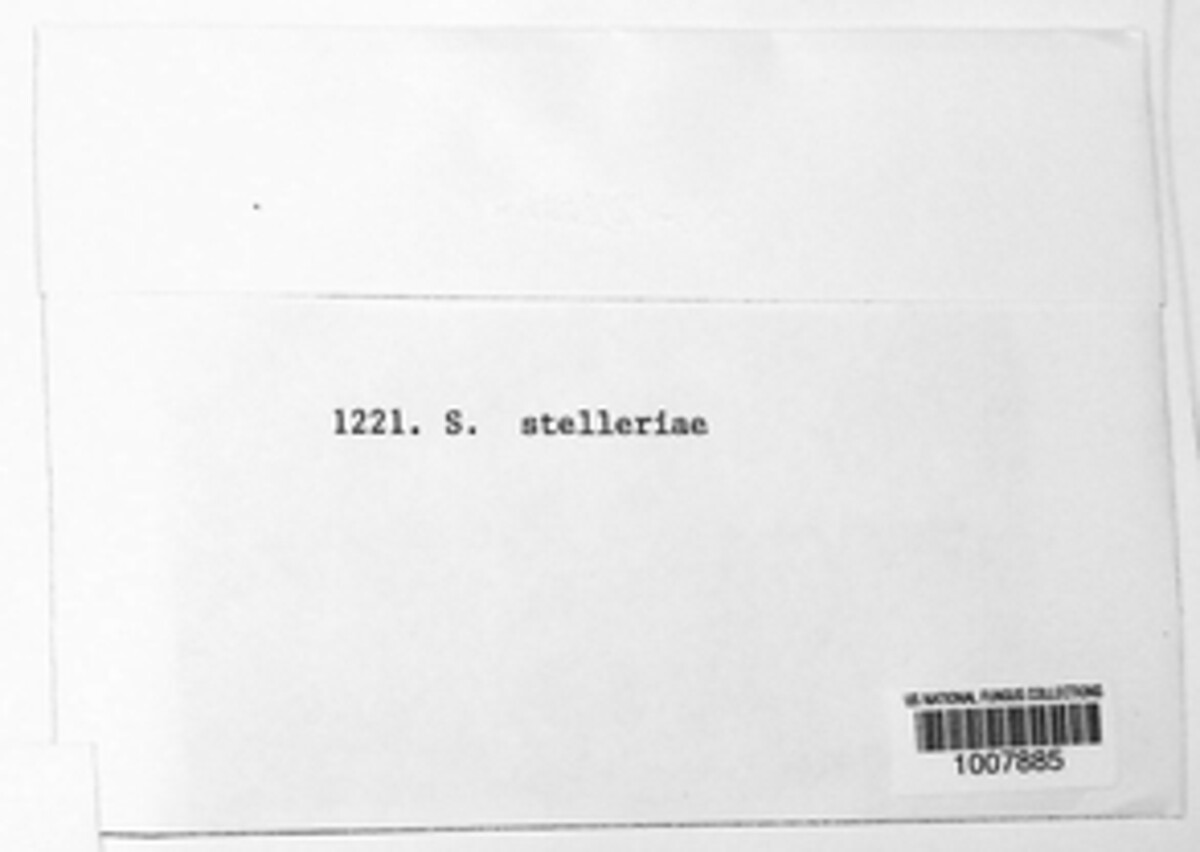 1221. S. stelleriae
US NATIONAL FUNGUS COLLECTIONS
1007885